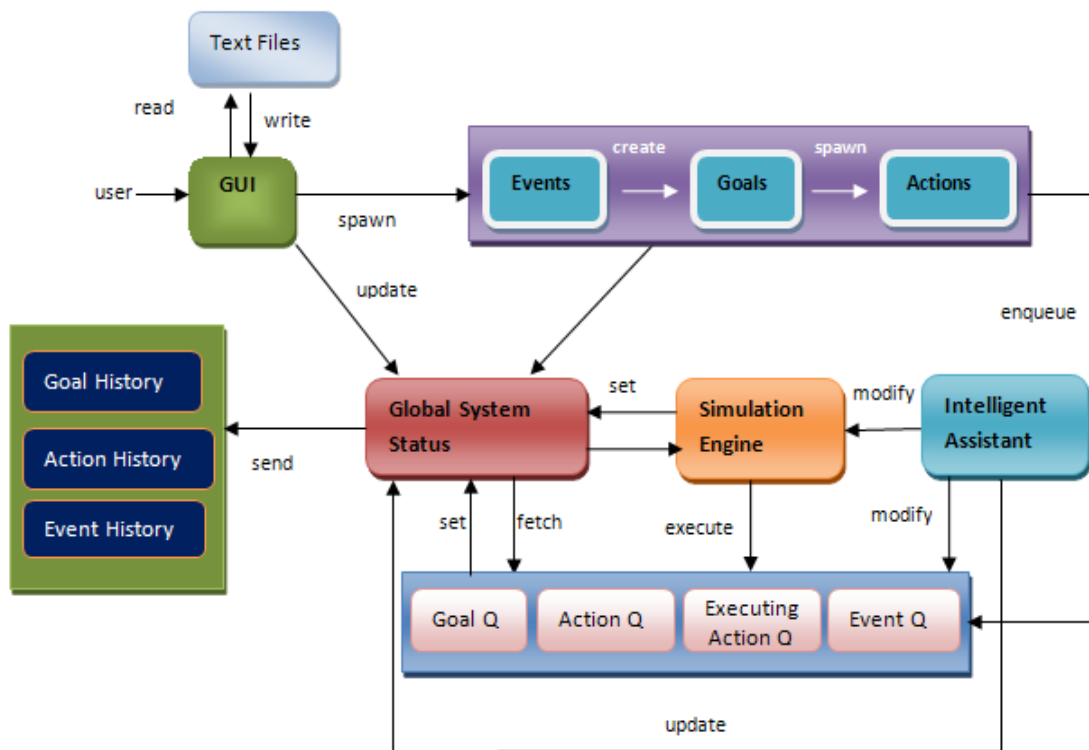 Text Files
read
write
user
GUI
spawn
create
spawn
Events
Goals
Actions
update
enqueue
Goal History
Action History
Event History
send
Global System
Status
set
Simulation
Engine
modify
Intelligent
Assistant
set
fetch
execute
modify
Goal Q
Action Q
Executing
Action Q
Event Q
update